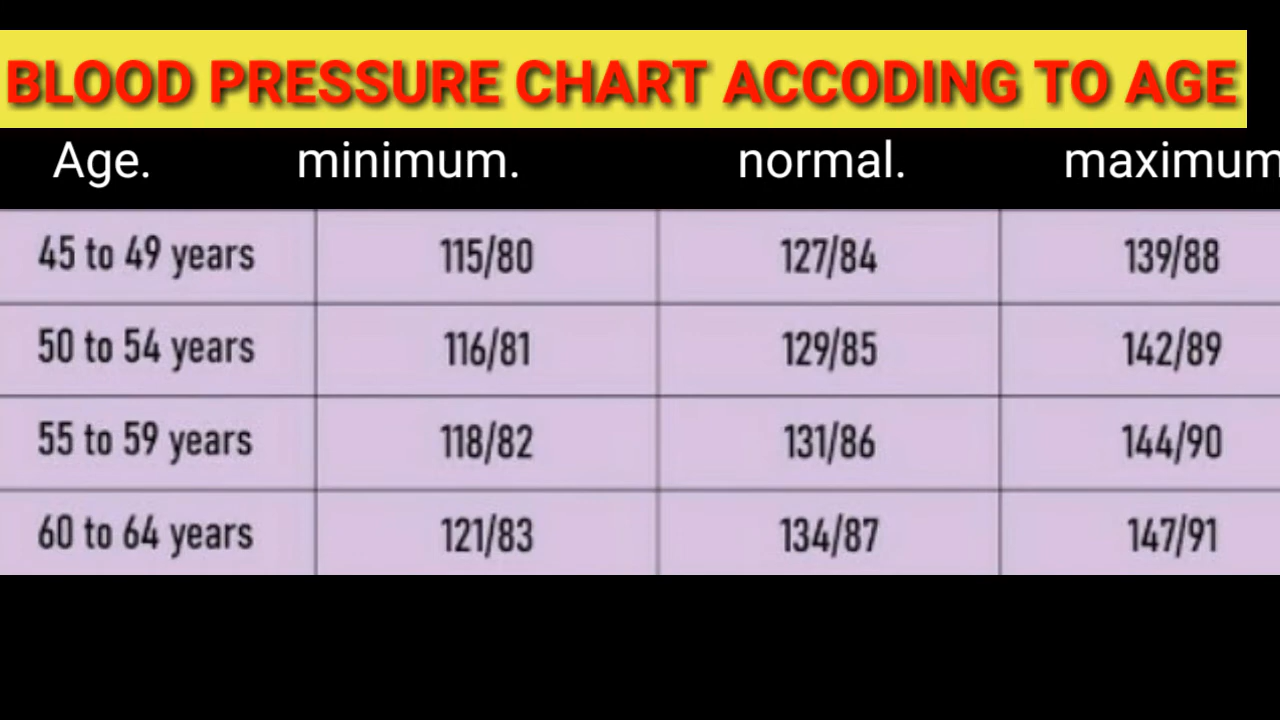 BLOOD PRESSURE CHART ACCODING TO AGE
Age. minimum. normal. maximum
45 to 49 years 115/80 127/84 139/88
50 to 54 years 116/81 129/85 142/89
55 to 59 years 118/82 131/86 144/90
60 to 64 years 121/83 134/87 147/91